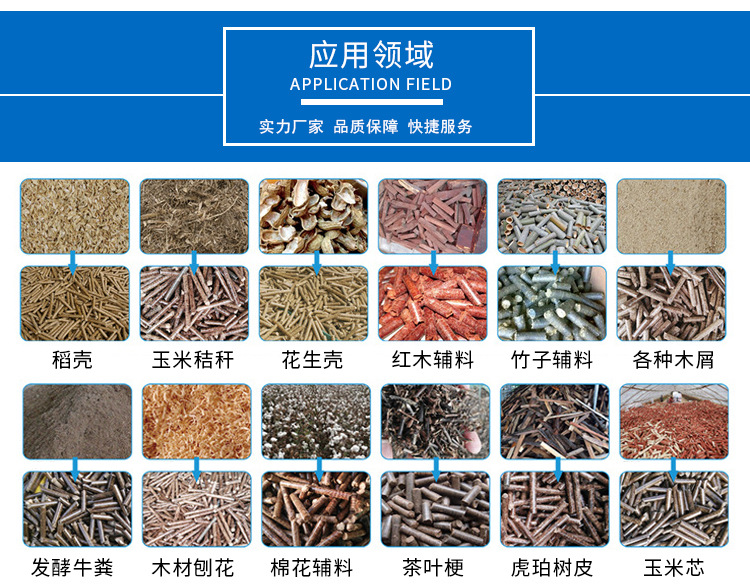 应用领域
APPLICATION FIELD
实力厂家 品质保障 快捷服务
稻壳 玉米秸秆 花生壳 红木辅料 竹子辅料 各种木屑
发酵牛粪 木材刨花 棉花辅料 茶叶梗 虎珀树皮 玉米芯